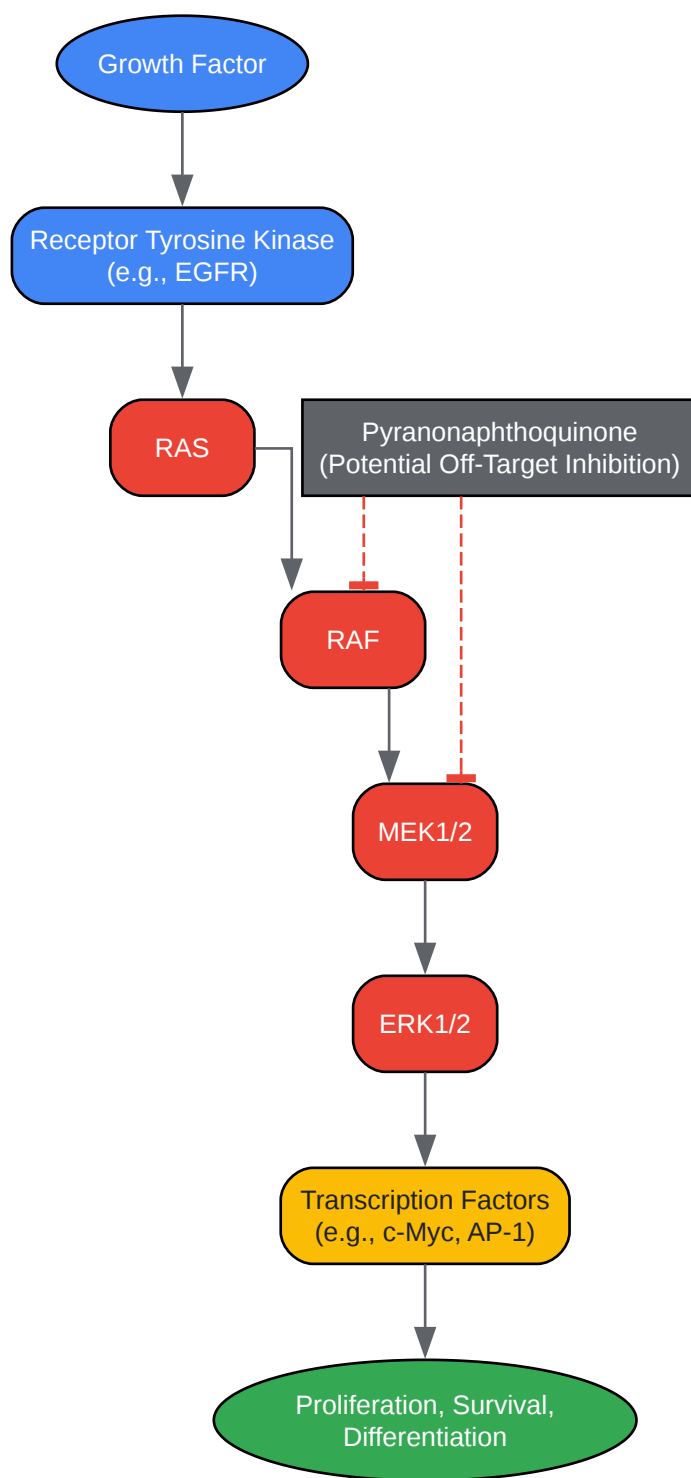 Growth Factor
Receptor Tyrosine Kinase
(e.g., EGFR)
RAS
Pyranonaphthoquinone
(Potential Off-Target Inhibition)
RAF
MEK1/2
ERK1/2
Transcription Factors
(e.g., c-Myc, AP-1)
Proliferation, Survival,
Differentiation